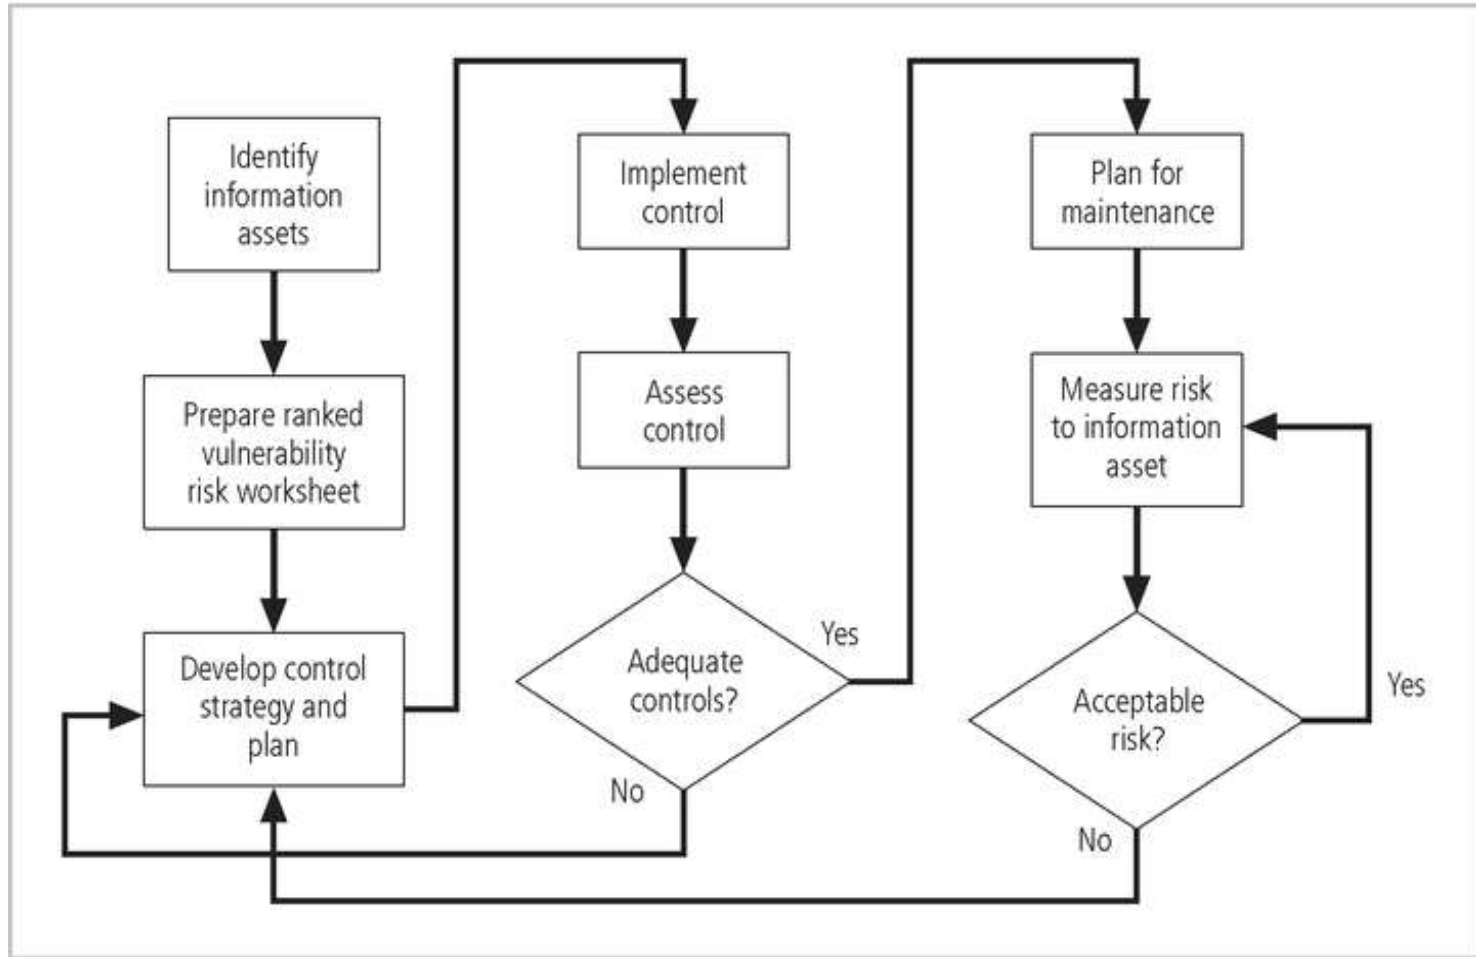 Identify
information
assets
Prepare ranked
vulnerability
risk worksheet
Develop control
strategy and
plan
Implement
control
Assess
control
Adequate
controls?
Yes
No
Plan for
maintenance
Measure risk
to information
asset
Acceptable
risk?
Yes
No